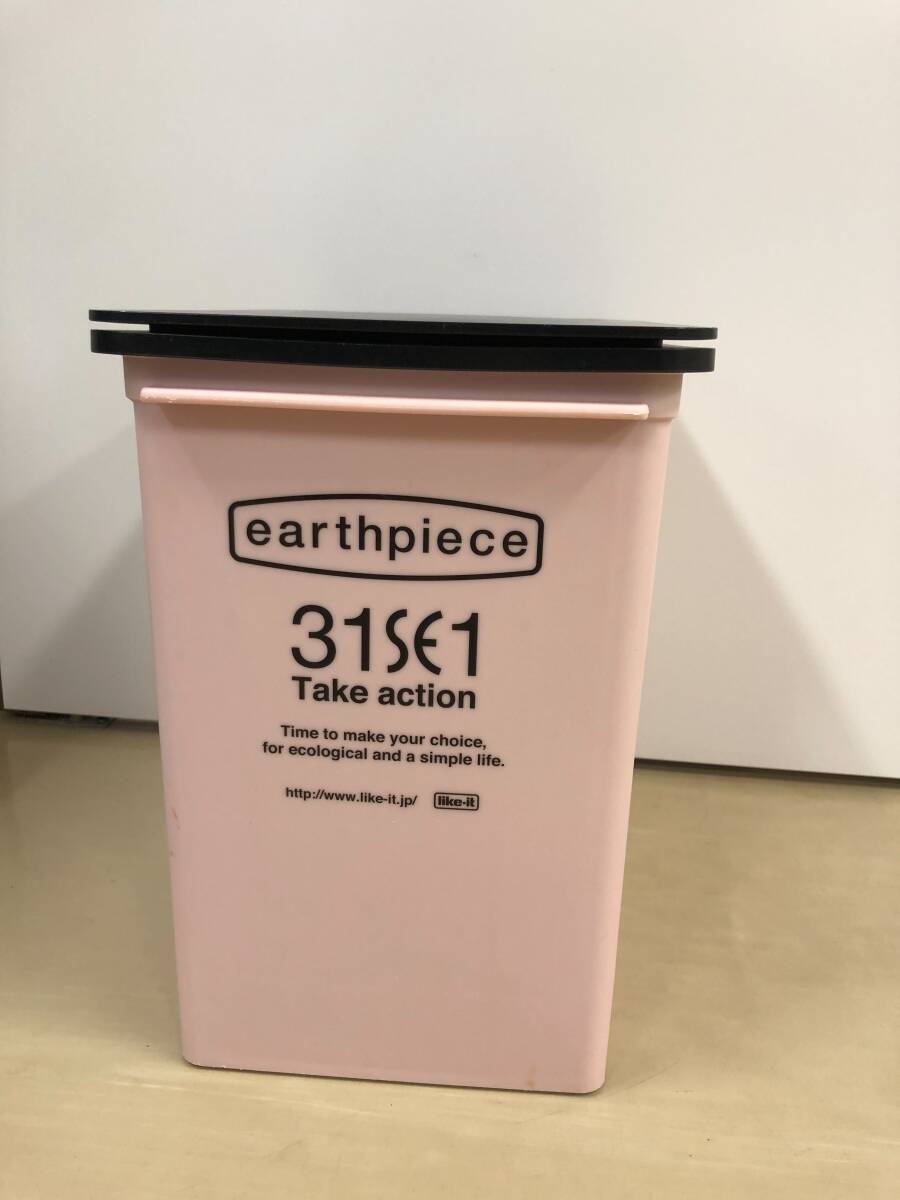 earthpiece
31SE1
Take action
Time to make your choice,
for ecological and a simple life.
http://www.like-it.jp/ like-it